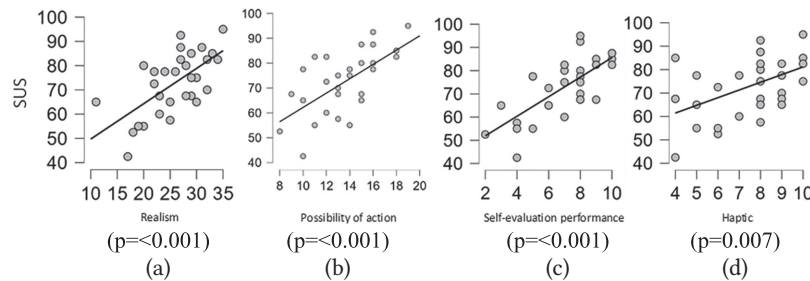 SUS
100
90
80
70
60
50
40
10 15 20 25 30 35
Realism
(p=<0.001)
(a)
100
90
80
70
60
50
40
8 10 12 14 16 18 20
Possibility of action
(p=<0.001)
(b)
100
90
80
70
60
50
40
2 4 6 8 10
Self-evaluation performance
(p=<0.001)
(c)
100
90
80
70
60
50
40
4 5 6 7 8 9 10
Haptic
(p=0.007)
(d)